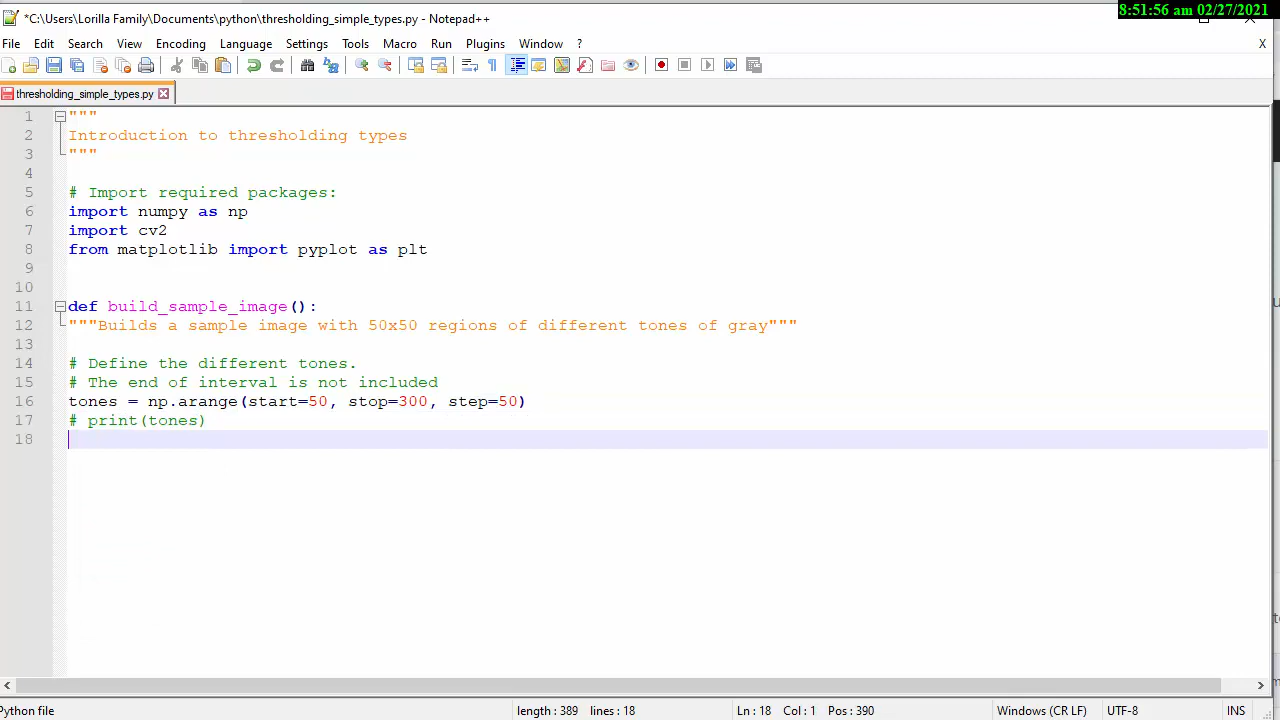 8:51:56 am 02/27/2021
*C:\Users\Lorilla Family\Documents\python\thresholding_simple_types.py - Notepad++
File Edit Search View Encoding Language Settings Tools Macro Run Plugins Window ? X
thresholding_simple_types.py
1 """
2 Introduction to thresholding types
3 """
4
5 # Import required packages:
6 import numpy as np
7 import cv2
8 from matplotlib import pyplot as plt
9
10
11 def build_sample_image():
12 """Builds a sample image with 50x50 regions of different tones of gray"""
13
14 # Define the different tones.
15 # The end of interval is not included
16 tones = np.arange(start=50, stop=300, step=50)
17 # print(tones)
18
Python file length : 389 lines : 18 Ln : 18 Col : 1 Pos : 390 Windows (CR LF) UTF-8 INS